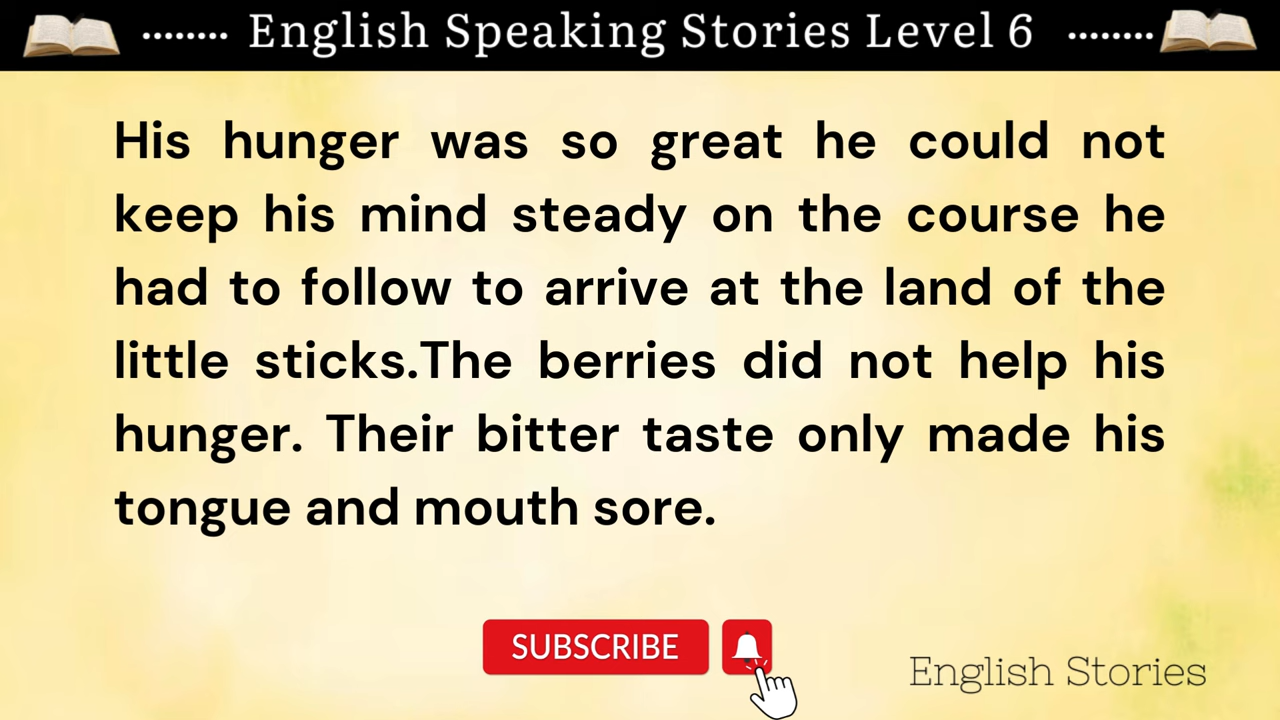 English Speaking Stories Level 6
His hunger was so great he could not
keep his mind steady on the course he
had to follow to arrive at the land of the
little sticks.The berries did not help his
hunger. Their bitter taste only made his
tongue and mouth sore.
SUBSCRIBE
English Stories